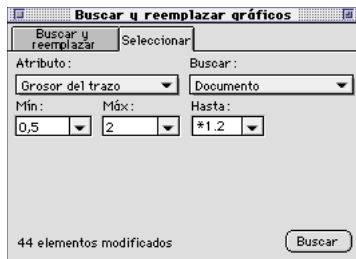 Buscar y reemplazar gráficos
Buscar y
reemplazar
Seleccionar
Atributo:
Buscar:
Grosor del trazo
Documento
Mín:
Máx:
Hasta:
0,5
2
*1.2
44 elementos modificados
Buscar